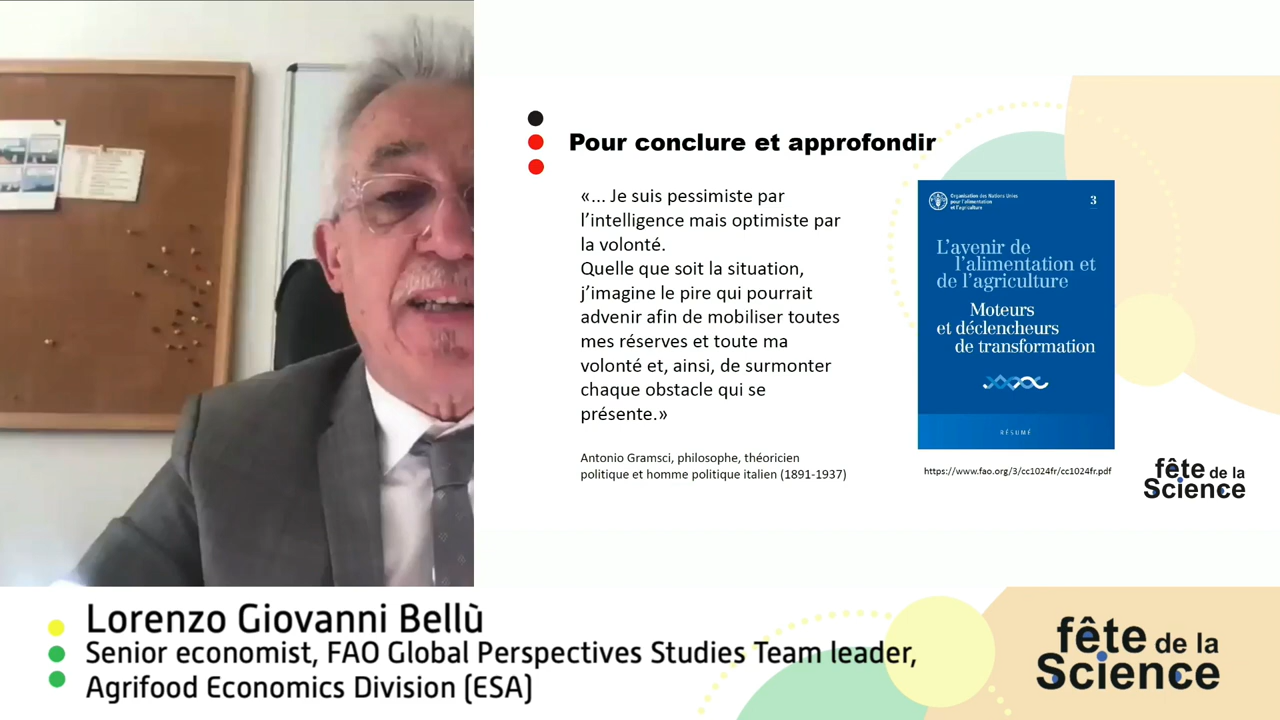 Pour conclure et approfondir
«... Je suis pessimiste par
l’intelligence mais optimiste par
la volonté.
Quelle que soit la situation,
j’imagine le pire qui pourrait
advenir afin de mobiliser toutes
mes réserves et toute ma
volonté et, ainsi, de surmonter
chaque obstacle qui se
présente.»
Antonio Gramsci, philosophe, théoricien
politique et homme politique italien (1891-1937)
Organisation des Nations Unies
pour l'alimentation
et l'agriculture
3
L’avenir de
l’alimentation et
de l’agriculture
Moteurs
et déclencheurs
de transformation
RÉSUMÉ
https://www.fao.org/3/cc1024fr/cc1024fr.pdf
fête de la
Science
Lorenzo Giovanni Bellù
Senior economist, FAO Global Perspectives Studies Team leader,
Agrifood Economics Division (ESA)
fête de la
Science